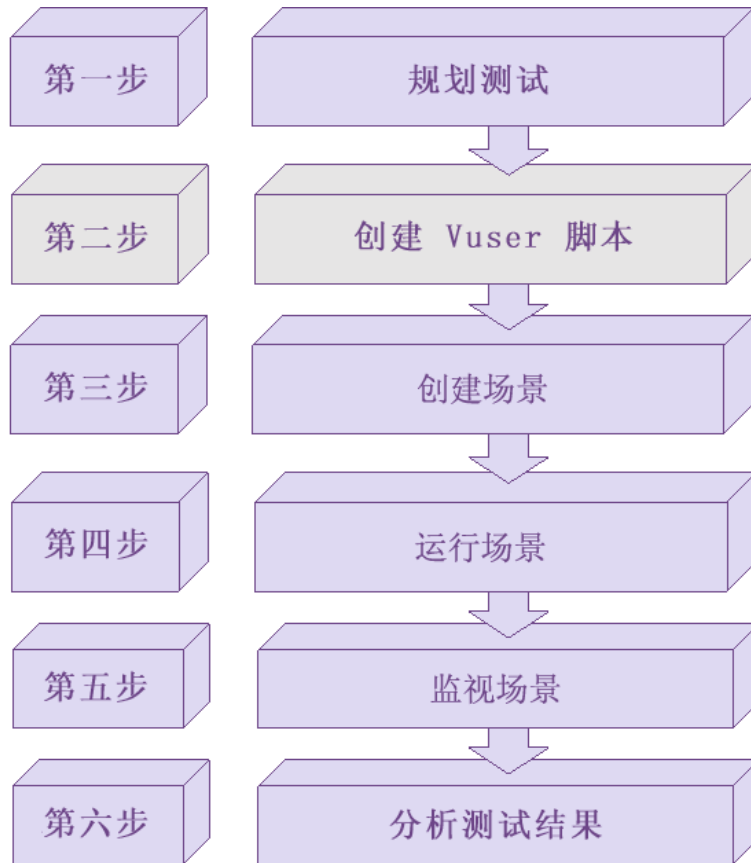 第一步 规划测试
第二步 创建 Vuser 脚本
第三步 创建场景
第四步 运行场景
第五步 监视场景
第六步 分析测试结果